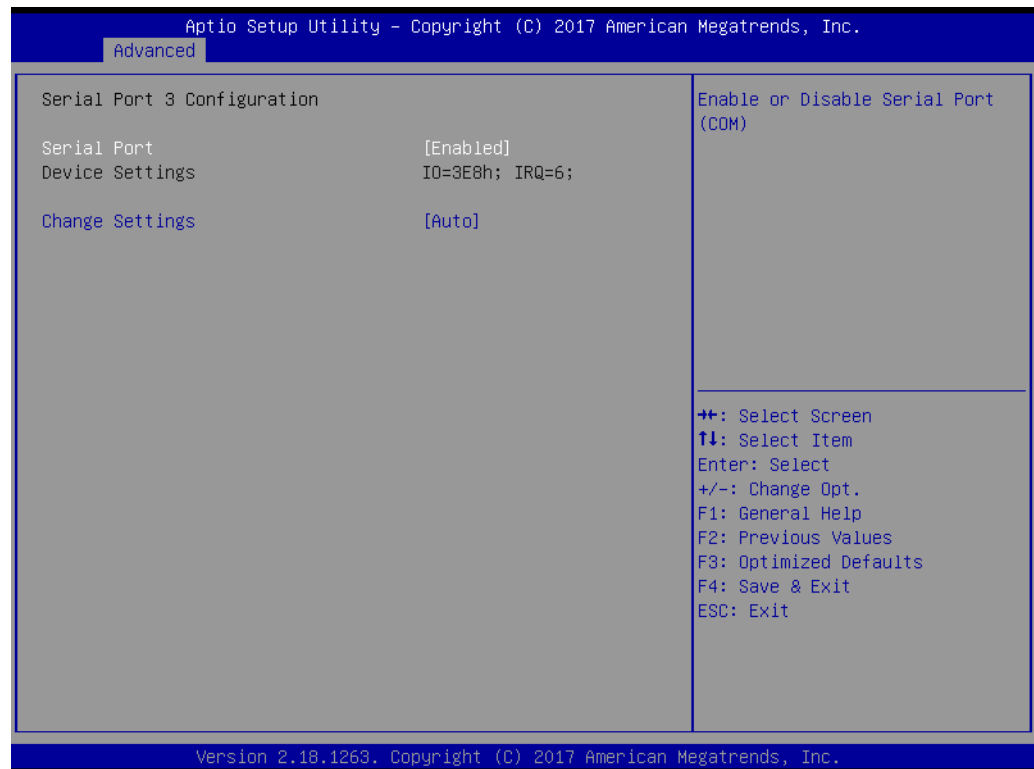 Aptio Setup Utility – Copyright (C) 2017 American Megatrends, Inc.
Advanced
Serial Port 3 Configuration
Serial Port [Enabled]
Device Settings IO=3E8h; IRQ=6;
Change Settings [Auto]
Enable or Disable Serial Port
(COM)
→←: Select Screen
↑↓: Select Item
Enter: Select
+/-: Change Opt.
F1: General Help
F2: Previous Values
F3: Optimized Defaults
F4: Save & Exit
ESC: Exit
Version 2.18.1263. Copyright (C) 2017 American Megatrends, Inc.